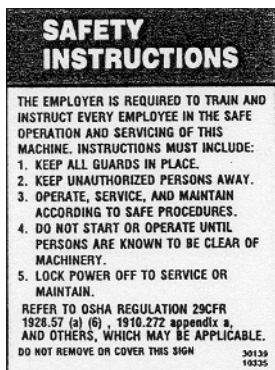 SAFETY
INSTRUCTIONS
THE EMPLOYER IS REQUIRED TO TRAIN AND
INSTRUCT EVERY EMPLOYEE IN THE SAFE
OPERATION AND SERVICING OF THIS
MACHINE. INSTRUCTIONS MUST INCLUDE:
1. KEEP ALL GUARDS IN PLACE.
2. KEEP UNAUTHORIZED PERSONS AWAY.
3. OPERATE, SERVICE, AND MAINTAIN
ACCORDING TO SAFE PROCEDURES.
4. DO NOT START OR OPERATE UNTIL
PERSONS ARE KNOWN TO BE CLEAR OF
MACHINERY.
5. LOCK POWER OFF TO SERVICE OR
MAINTAIN.
REFER TO OSHA REGULATION 29CFR
1928.57 (a) (6) , 1910.272 appendix a,
AND OTHERS, WHICH MAY BE APPLICABLE.
DO NOT REMOVE OR COVER THIS SIGN
30139
10335